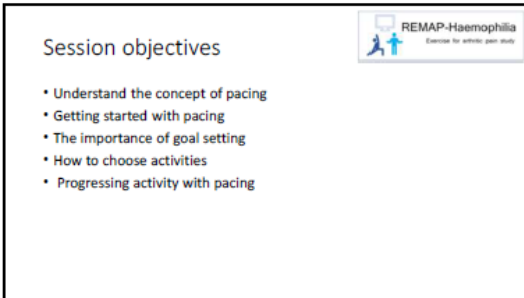 REMAP-Haemophilia
Exercise for arthritic pain study
Session objectives
• Understand the concept of pacing
• Getting started with pacing
• The importance of goal setting
• How to choose activities
• Progressing activity with pacing